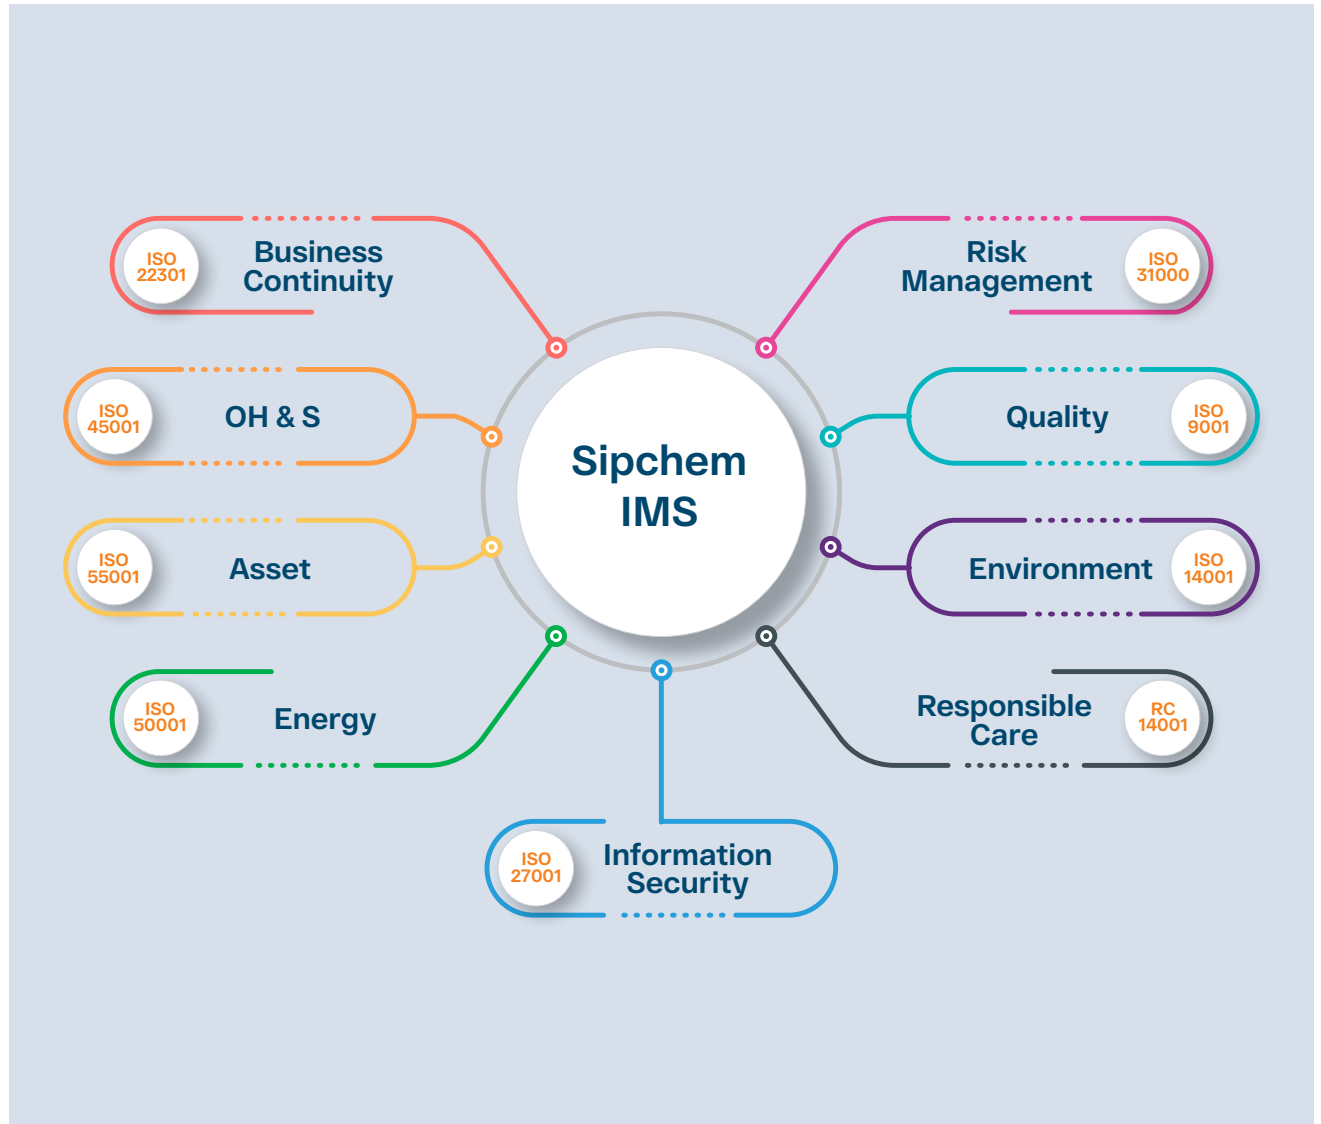 ISO
22301
Business
Continuity
Risk
Management
ISO
31000
ISO
45001
OH & S
Quality
ISO
9001
Sipchem
IMS
ISO
55001
Asset
Environment
ISO
14001
ISO
50001
Energy
Responsible
Care
RC
14001
ISO
27001
Information
Security